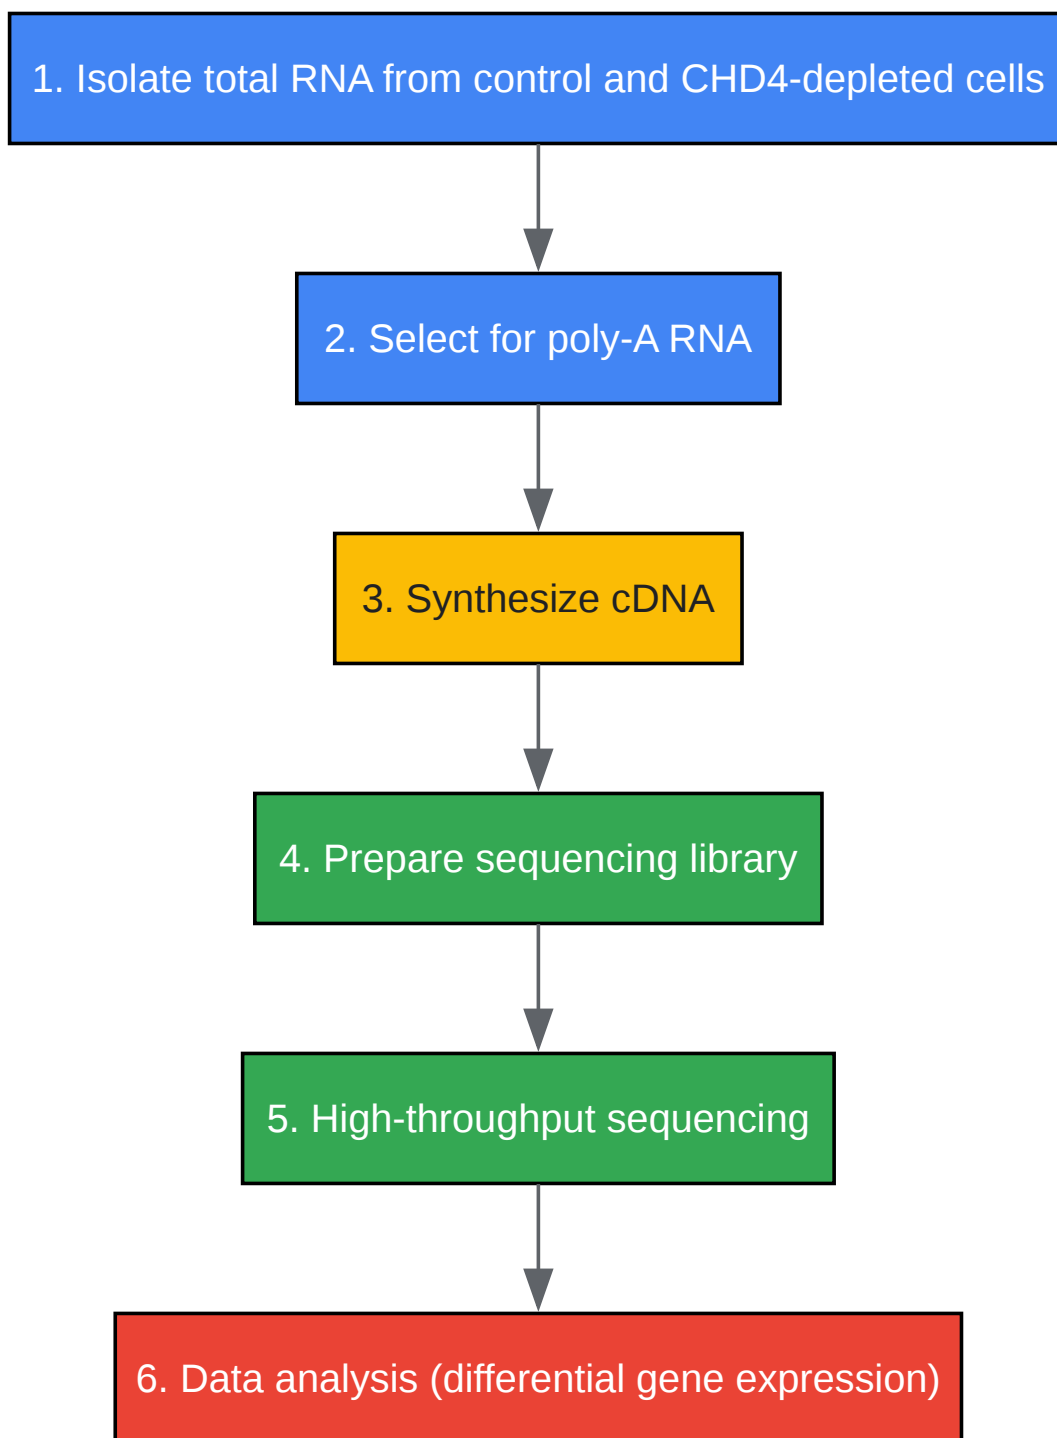 1. Isolate total RNA from control and CHD4-depleted cells
2. Select for poly-A RNA
3. Synthesize cDNA
4. Prepare sequencing library
5. High-throughput sequencing
6. Data analysis (differential gene expression)